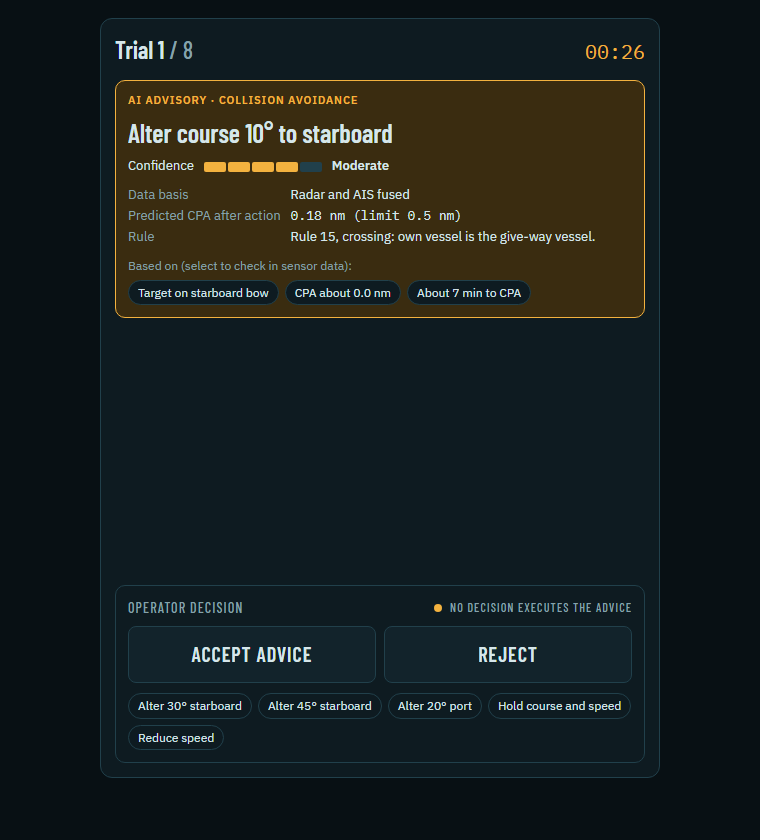 Trial 1 / 8
00:26
AI ADVISORY · COLLISION AVOIDANCE
Alter course 10° to starboard
Confidence Moderate
Data basis Radar and AIS fused
Predicted CPA after action 0.18 nm (limit 0.5 nm)
Rule Rule 15, crossing: own vessel is the give-way vessel.
Based on (select to check in sensor data):
Target on starboard bow CPA about 0.0 nm About 7 min to CPA
OPERATOR DECISION
NO DECISION EXECUTES THE ADVICE
ACCEPT ADVICE REJECT
Alter 30° starboard Alter 45° starboard Alter 20° port Hold course and speed
Reduce speed